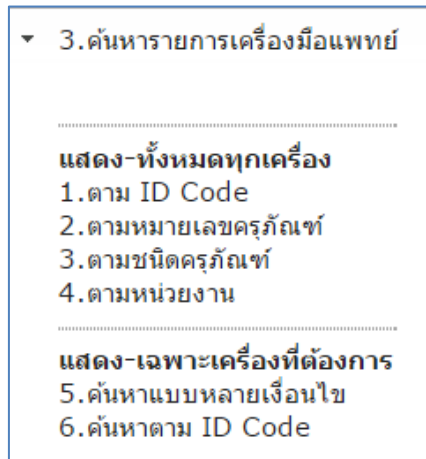 3.ค้นหารายการเครื่องมือแพทย์
แสดง-ทั้งหมดทุกเครื่อง
1.ตาม ID Code
2.ตามหมายเลขครุภัณฑ์
3.ตามชนิดครุภัณฑ์
4.ตามหน่วยงาน
แสดง-เฉพาะเครื่องที่ต้องการ
5.ค้นหาแบบหลายเงื่อนไข
6.ค้นหาตาม ID Code